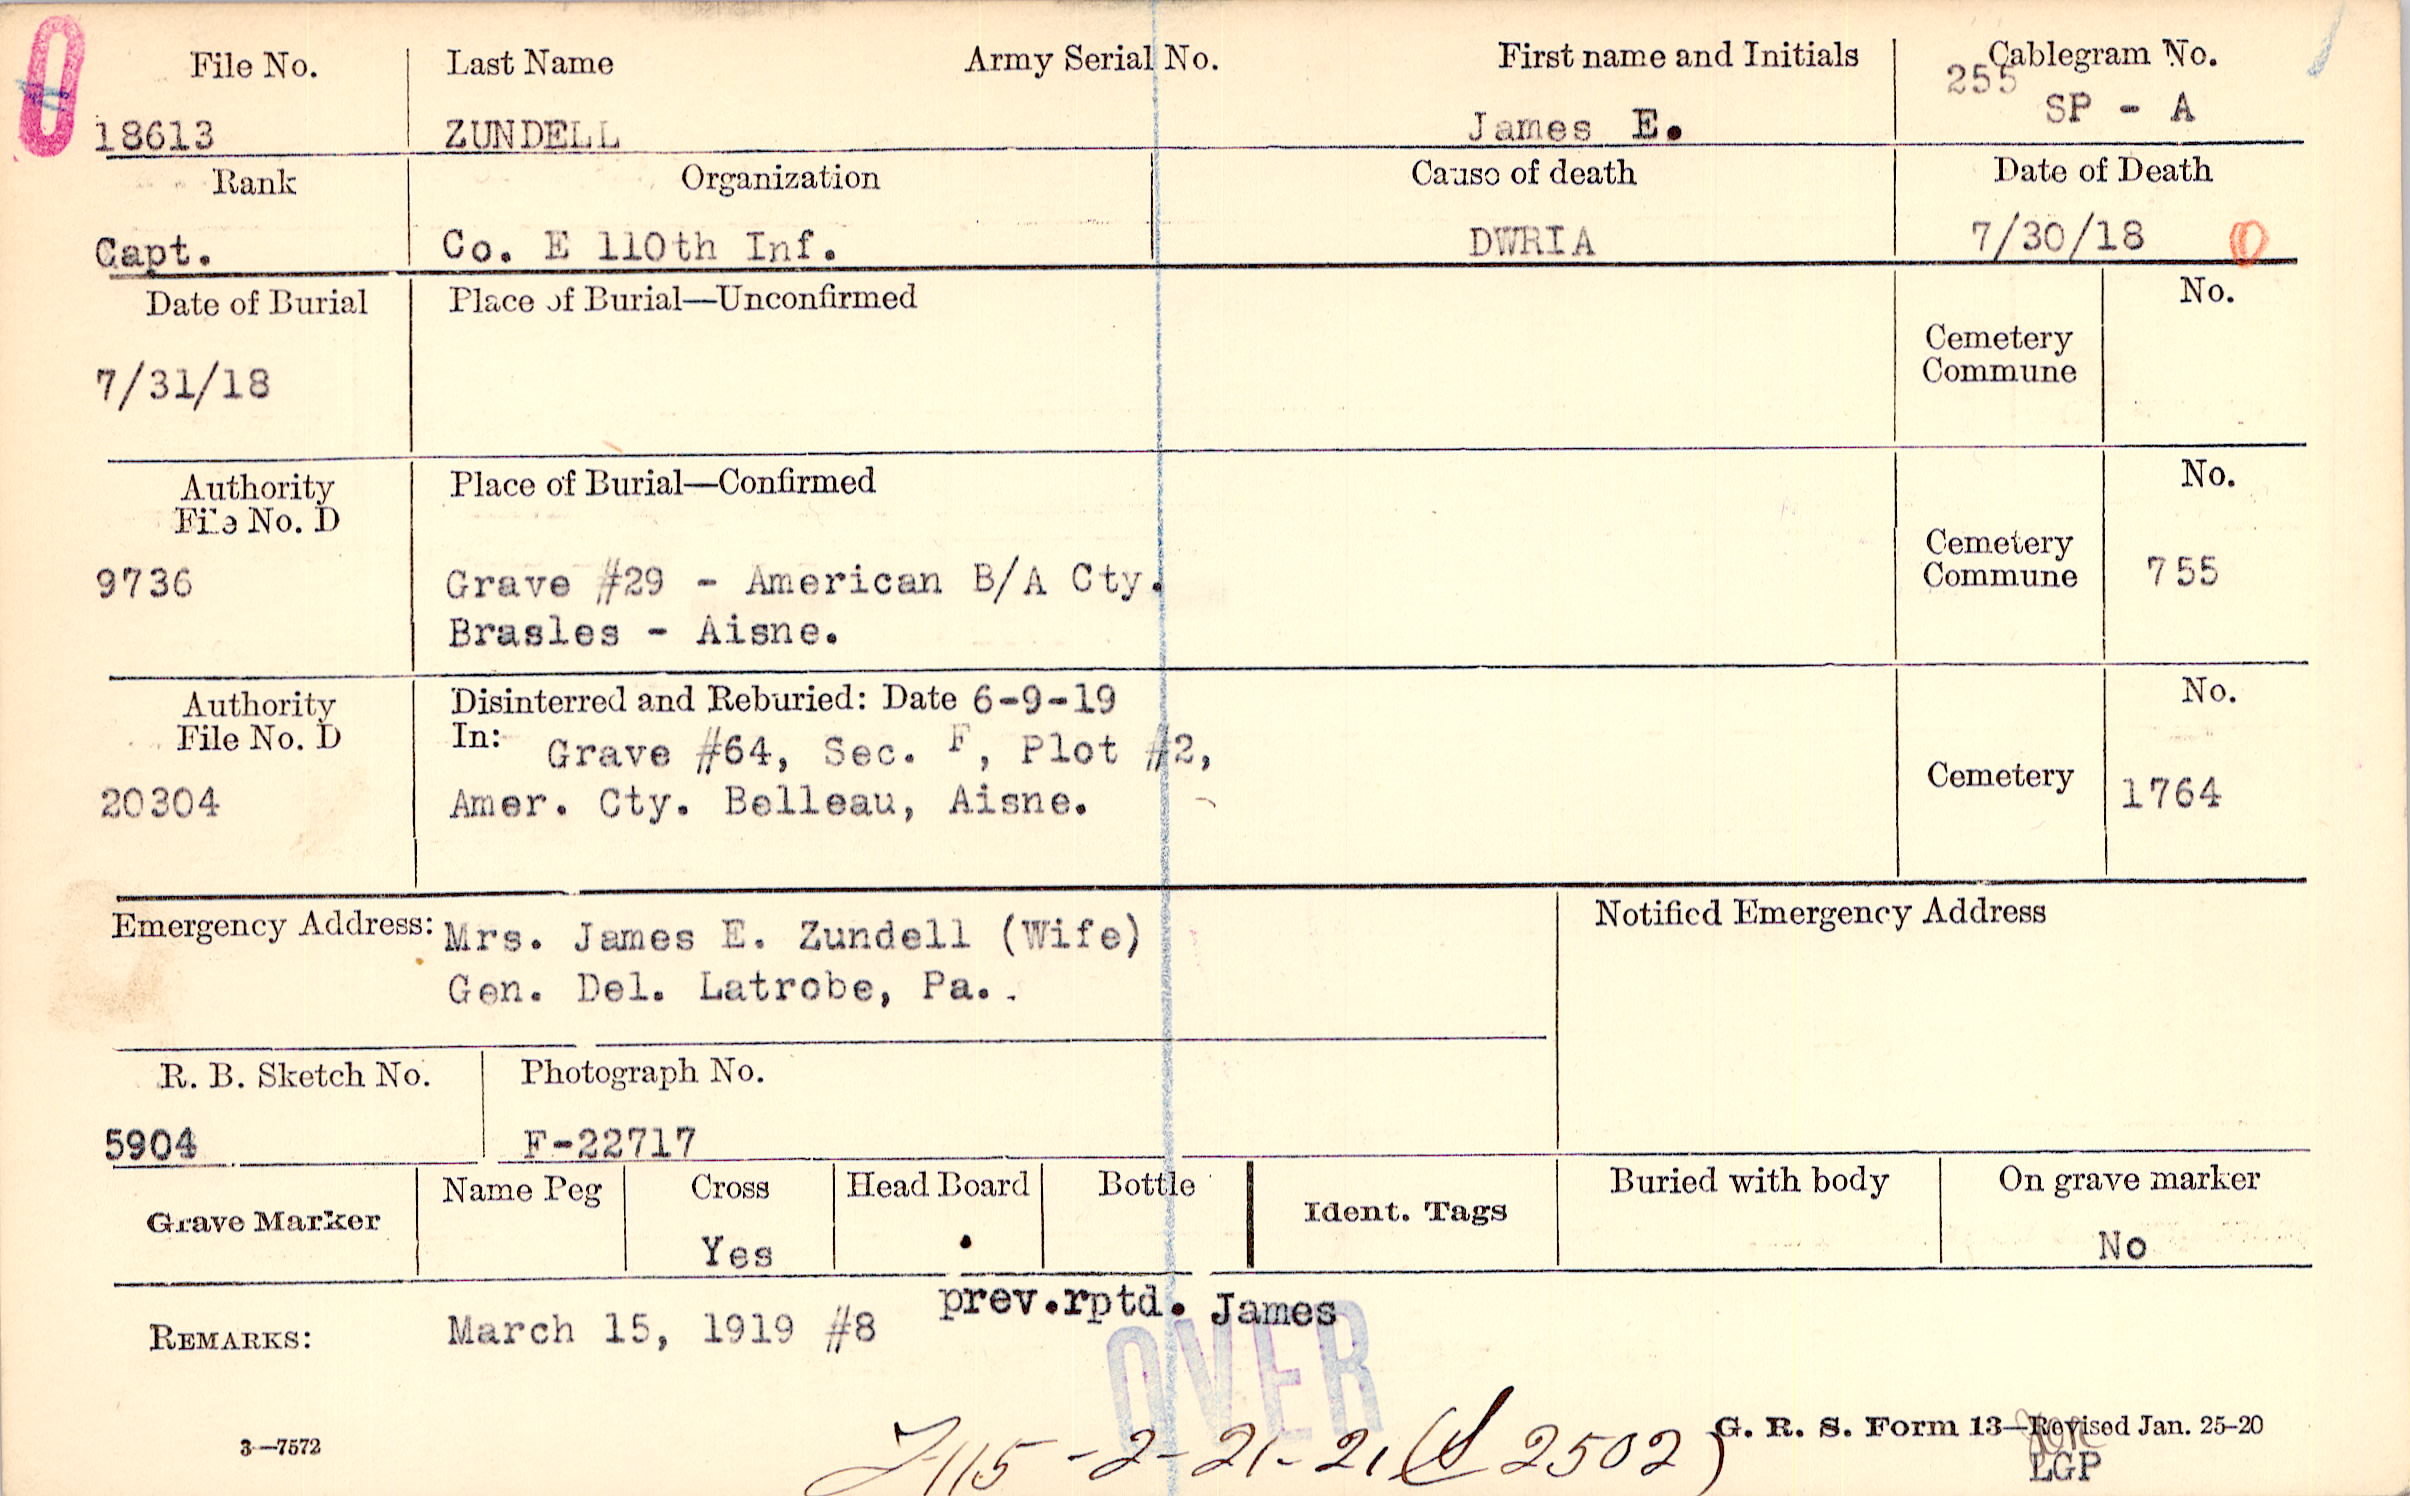 File No. Last Name Army Serial No. First name and Initials Cablegram No.
255
18613 ZUNDELL James E. SP - A
Rank Organization Cause of death Date of Death
Capt. Co. E 110th Inf. DWRIA 7/30/18
Date of Burial Place of Burial—Unconfirmed No.
Cemetery
Commune
7/31/18
Authority Place of Burial—Confirmed No.
File No. D
Cemetery
Commune
9736 Grave #29 - American B/A Cty. 755
Brasles - Aisne.
Authority Disinterred and Reburied: Date 6-9-19 No.
File No. D In: Grave #64, Sec. F, Plot #2,
Cemetery
20304 Amer. Cty. Belleau, Aisne. 1764
Emergency Address: Mrs. James E. Zundell (Wife) Notified Emergency Address
Gen. Del. Latrobe, Pa..
R. B. Sketch No. Photograph No.
5904 F-22717
Grave Marker Name Peg Cross Head Board Bottle Ident. Tags Buried with body On grave marker
Yes . No
prev.rptd. James
REMARKS: March 15, 1919 #8
OVER
2-21-21 (S 2502)
3—7572 G. R. S. Form 13—Revised Jan. 25-20
LGP